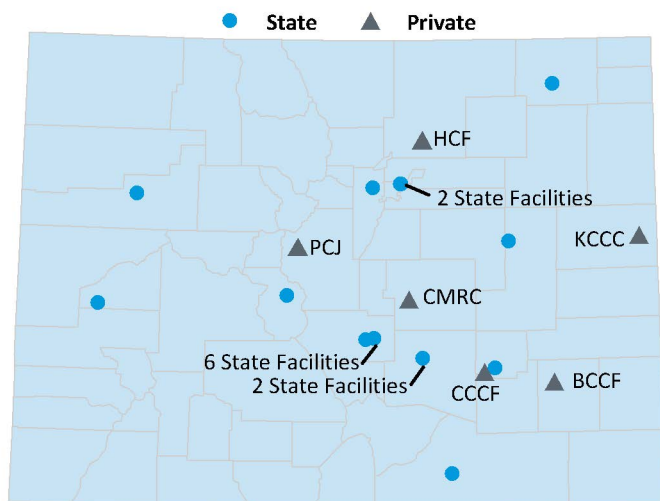 State Private
HCF
2 State Facilities
KCCC
PCJ
CMRC
6 State Facilities
2 State Facilities
CCCF
BCCF